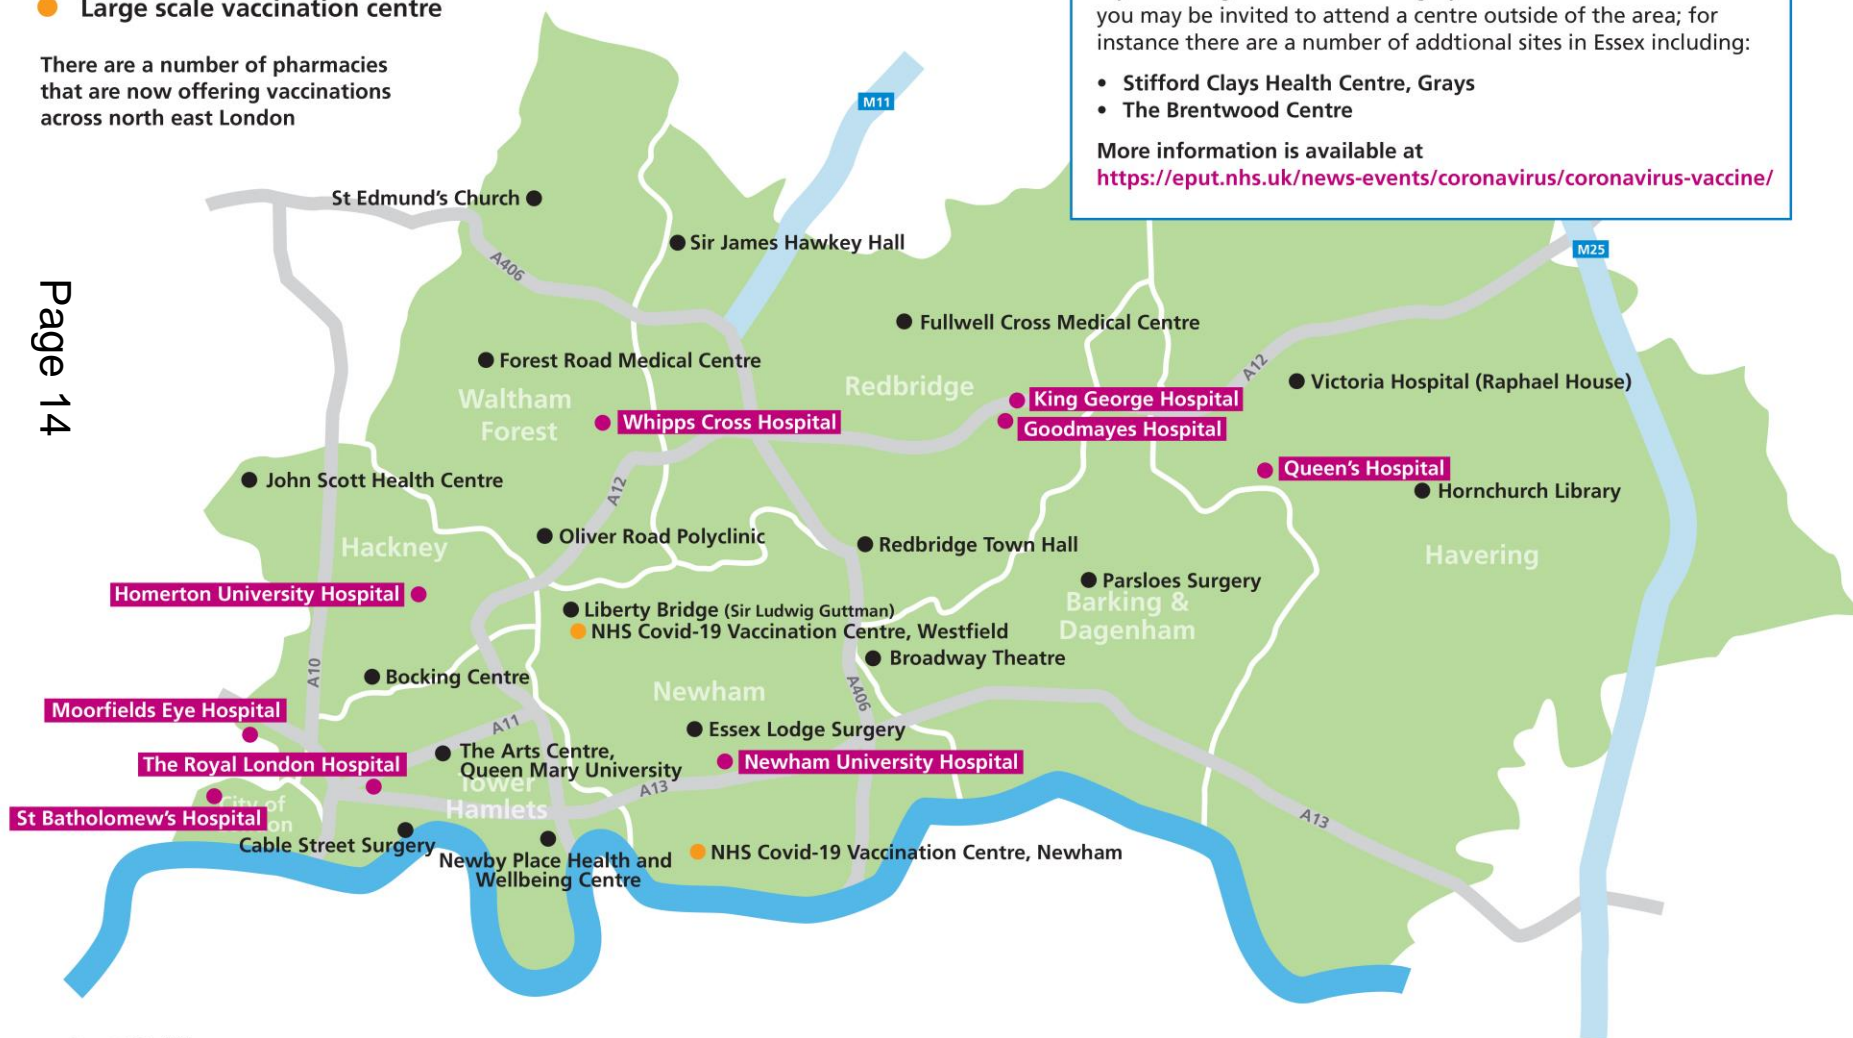 Large scale vaccination centre
There are a number of pharmacies
that are now offering vaccinations
across north east London
you may be invited to attend a centre outside of the area; for
instance there are a number of addtional sites in Essex including:
• Stifford Clays Health Centre, Grays
• The Brentwood Centre
More information is available at
https://eput.nhs.uk/news-events/coronavirus/coronavirus-vaccine/
M11
St Edmund's Church
Sir James Hawkey Hall
M25
A406
Page 14
Fullwell Cross Medical Centre
Forest Road Medical Centre
A12
Victoria Hospital (Raphael House)
Redbridge
Waltham
Forest
King George Hospital
Whipps Cross Hospital
Goodmayes Hospital
Queen's Hospital
John Scott Health Centre
A12
Hornchurch Library
Oliver Road Polyclinic
Redbridge Town Hall
Hackney
Havering
Parsloes Surgery
Homerton University Hospital
Barking &
Dagenham
Liberty Bridge (Sir Ludwig Guttman)
NHS Covid-19 Vaccination Centre, Westfield
Broadway Theatre
A10
Bocking Centre
Newham
A406
Moorfields Eye Hospital
A11
Essex Lodge Surgery
The Arts Centre,
Queen Mary University
The Royal London Hospital
Newham University Hospital
Tower
Hamlets
A13
City of
St Batholomew's Hospital
A13
Cable Street Surgery
Newby Place Health and
Wellbeing Centre
NHS Covid-19 Vaccination Centre, Newham